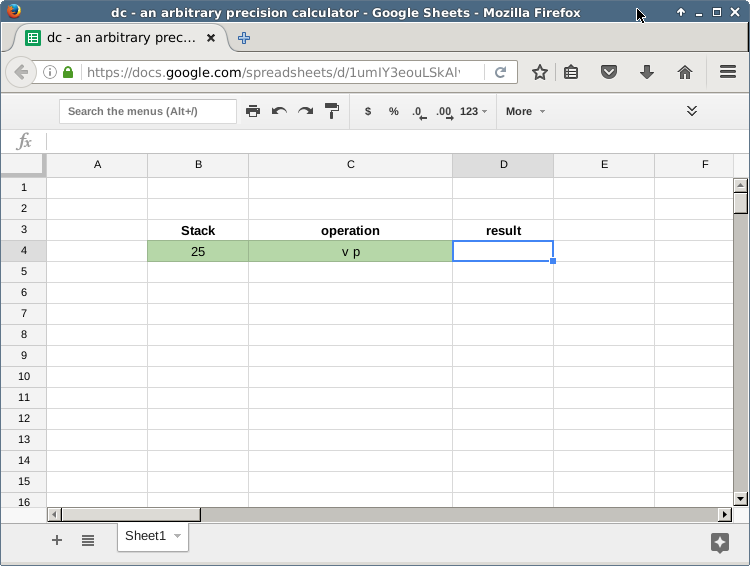 dc - an arbitrary precision calculator - Google Sheets - Mozilla Firefox
dc - an arbitrary prec...
https://docs.google.com/spreadsheets/d/1umIY3eouLSkAl
Search the menus (Alt+/) $ % .0 .00 123 More
fx
A B C D E F
1
2
3 Stack operation result
4 25 v p
5
6
7
8
9
10
11
12
13
14
15
16
Sheet1